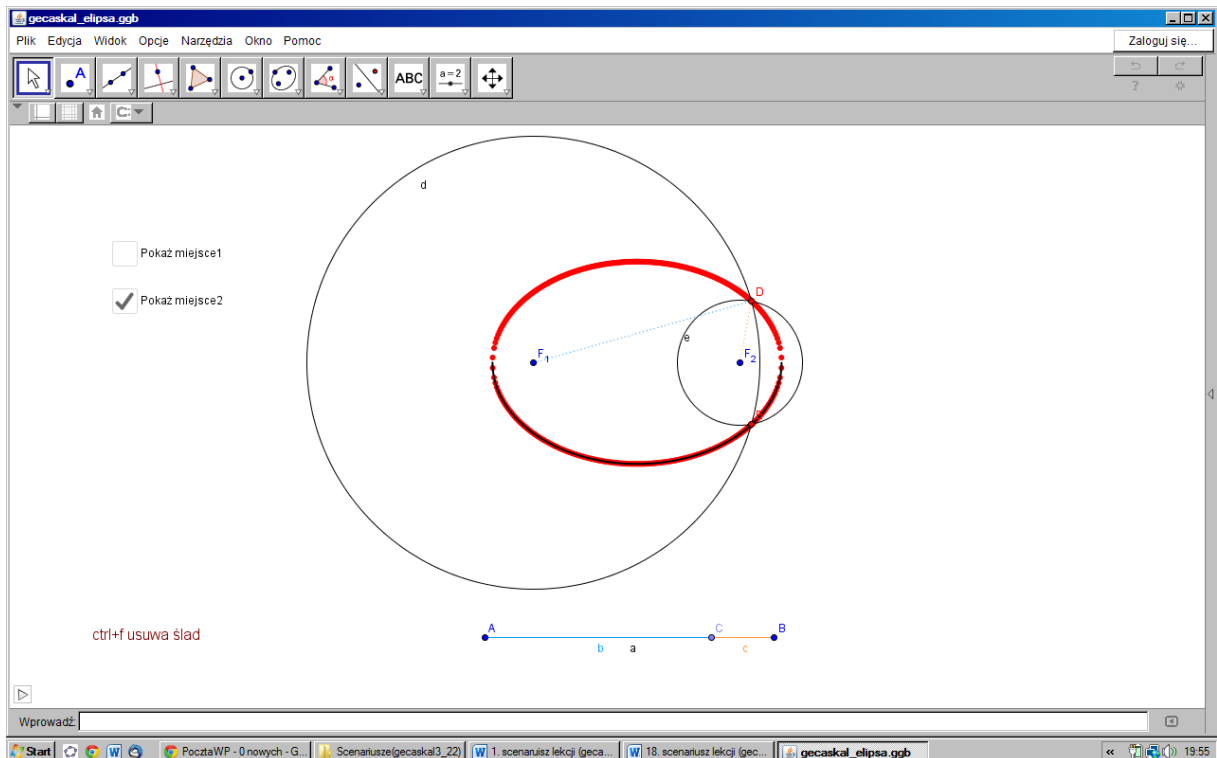 gecaskal_elipsa.ggb
Plik Edycja Widok Opcje Narzędzia Okno Pomoc
Zaloguj się...
A
α
ABC
a=2
?
d
Pokaż miejsce1
Pokaż miejsce2
D
e
F1
F2
ctrl+f usuwa ślad
A
C
B
b
a
c
Wprowadź:
Start
W
PocztaWP - 0 nowych - G...
Scenariusze(gecaskal3_22)
1. scenaruisz lekcji (geca...
18. scenariusz lekcji (gec...
gecaskal_elipsa.ggb
«
19:55